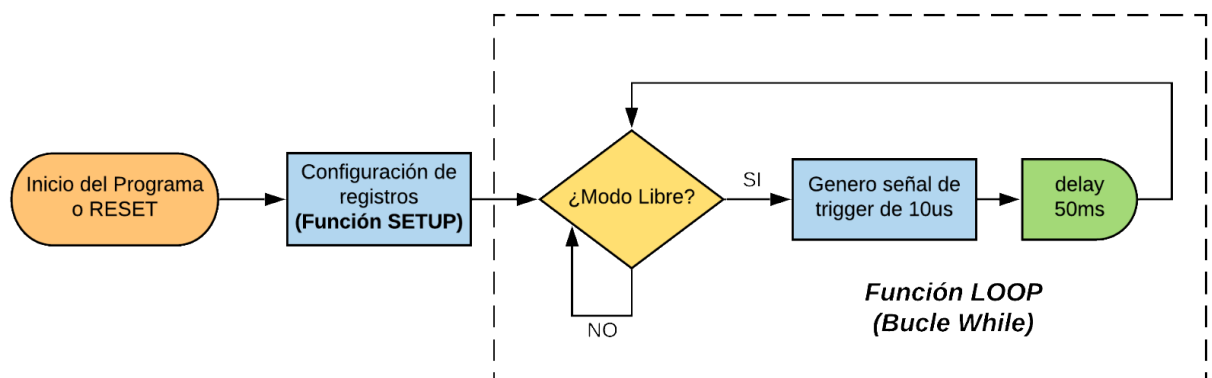 Inicio del Programa
o RESET
Configuración de
registros
(Función SETUP)
¿Modo Libre?
SI
NO
Genero señal de
trigger de 10us
delay
50ms
Función LOOP
(Bucle While)